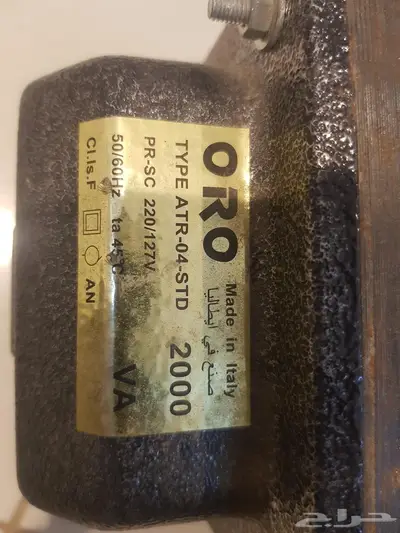 ORO
Made in Italy
صنع في ايطاليا
TYPE ATR-04-STD 2000 VA
PR-SC 220/127V
50/60Hz ta 45°C
Cl.Is.F AN
حراج